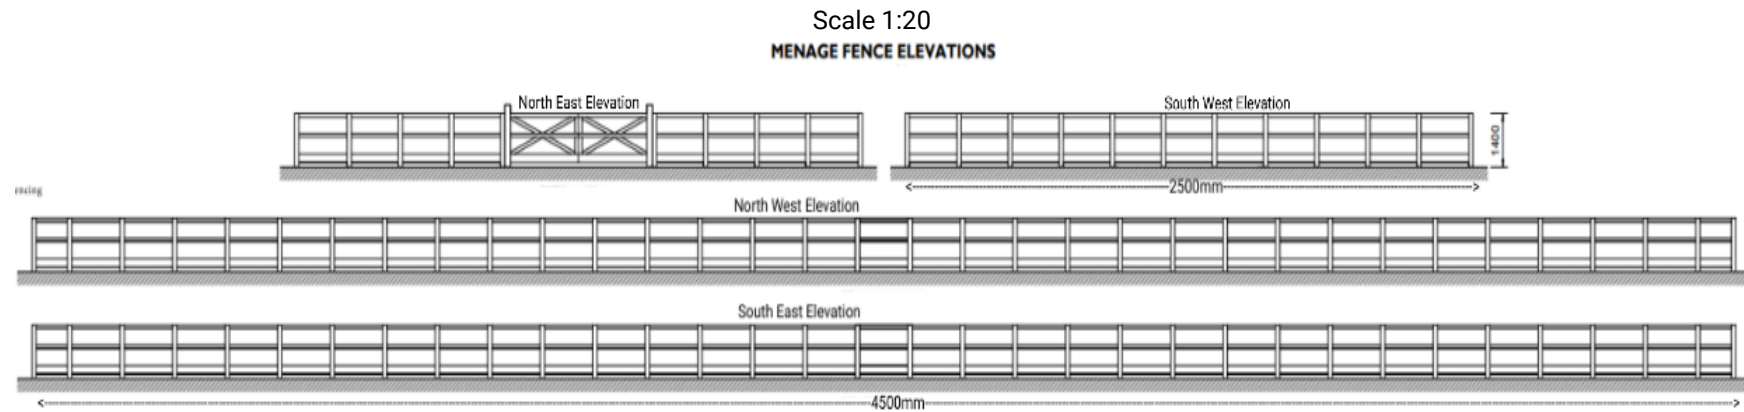 Scale 1:20
MENAGE FENCE ELEVATIONS
North East Elevation
South West Elevation
1400
2500mm
encing
North West Elevation
South East Elevation
4500mm